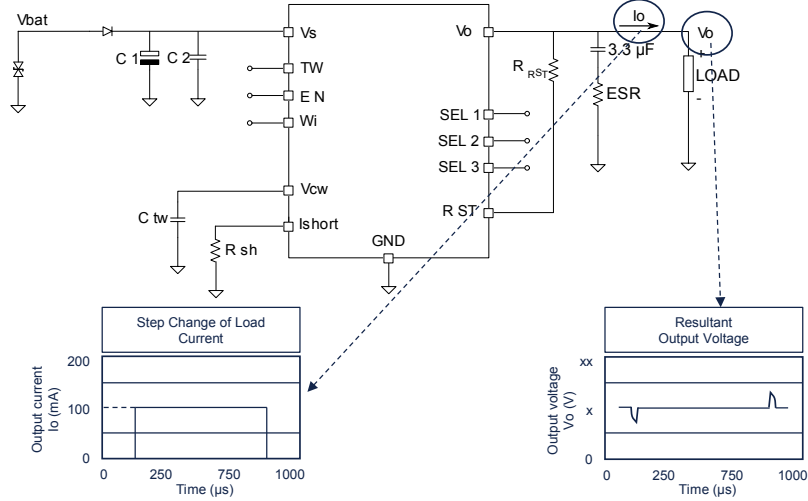 Vbat
C 1
C 2
Vs
TW
E N
Wi
Vcw
C tw
Ishort
R sh
GND
Vo
SEL 1
SEL 2
SEL 3
R ST
R RST
Io
3.3 µF
ESR
Vo
+
LOAD
-
Step Change of Load
Current
Output current
Io (mA)
200
100
0
0 250 750 1000
Time (µs)
Resultant
Output Voltage
Output voltage
Vo (V)
xx
x
0
0 250 750 1000
Time (µs)